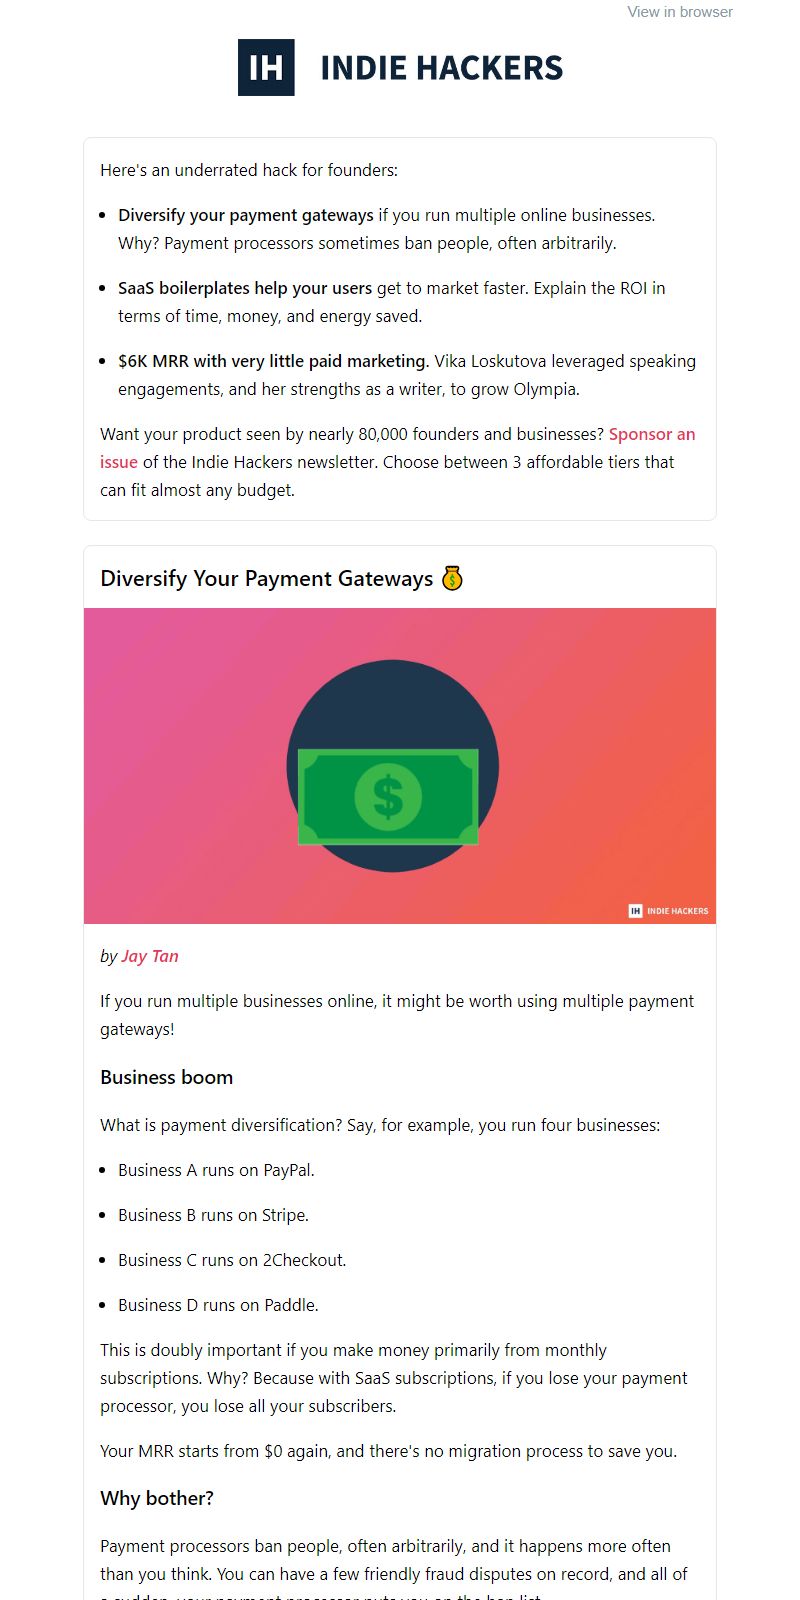 View in browser
IH INDIE HACKERS
Here's an underrated hack for founders:
• Diversify your payment gateways if you run multiple online businesses.
Why? Payment processors sometimes ban people, often arbitrarily.
• SaaS boilerplates help your users get to market faster. Explain the ROI in
terms of time, money, and energy saved.
• $6K MRR with very little paid marketing. Vika Loskutova leveraged speaking
engagements, and her strengths as a writer, to grow Olympia.
Want your product seen by nearly 80,000 founders and businesses? Sponsor an
issue of the Indie Hackers newsletter. Choose between 3 affordable tiers that
can fit almost any budget.
Diversify Your Payment Gateways 💰
$
IH INDIE HACKERS
by Jay Tan
If you run multiple businesses online, it might be worth using multiple payment
gateways!
Business boom
What is payment diversification? Say, for example, you run four businesses:
• Business A runs on PayPal.
• Business B runs on Stripe.
• Business C runs on 2Checkout.
• Business D runs on Paddle.
This is doubly important if you make money primarily from monthly
subscriptions. Why? Because with SaaS subscriptions, if you lose your payment
processor, you lose all your subscribers.
Your MRR starts from $0 again, and there's no migration process to save you.
Why bother?
Payment processors ban people, often arbitrarily, and it happens more often
than you think. You can have a few friendly fraud disputes on record, and all of